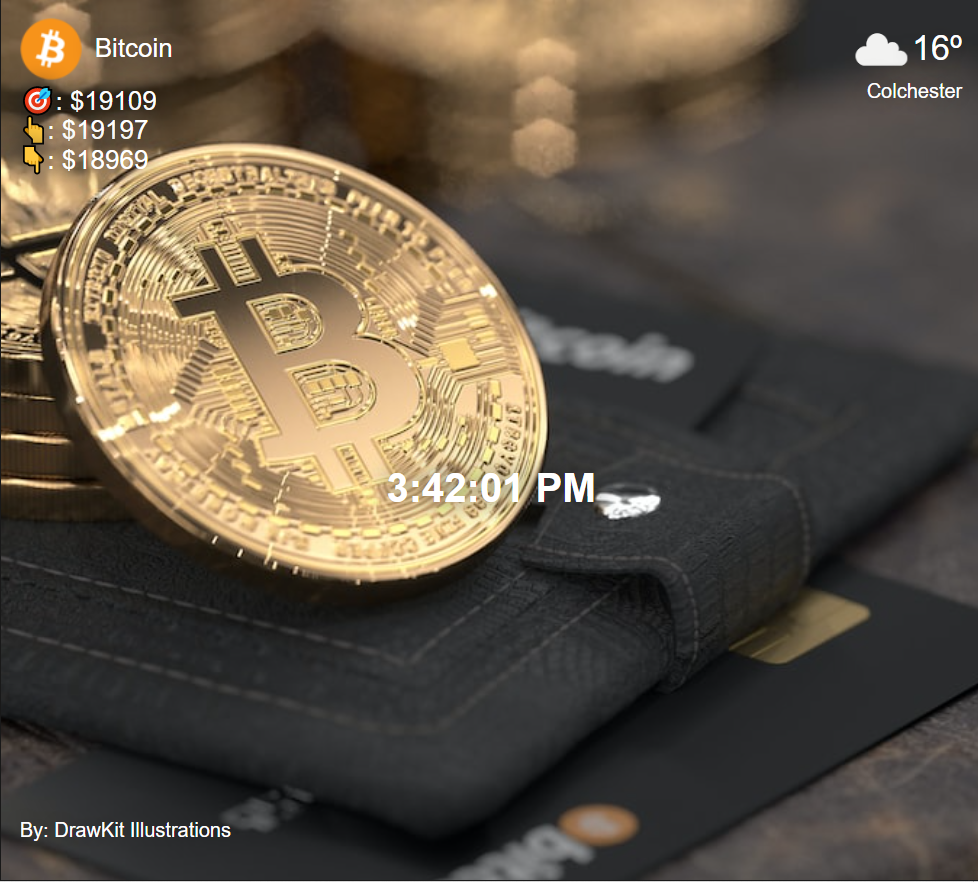 Bitcoin
16º
Colchester
🎯: $19109
👆: $19197
👇: $18969
3:42:01 PM
By: DrawKit Illustrations